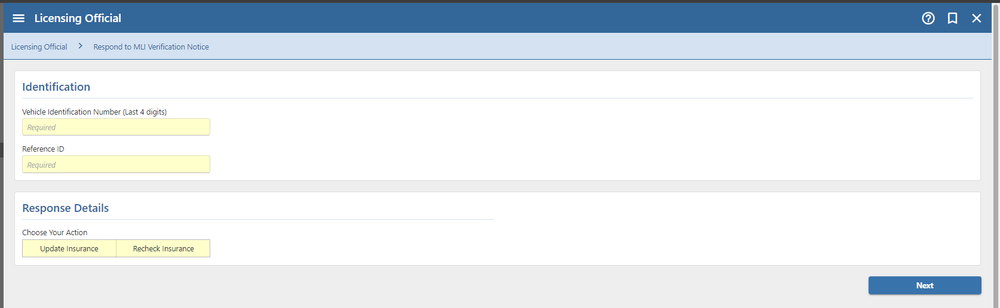 Licensing Official
Licensing Official > Respond to MLI Verification Notice
Identification
Vehicle Identification Number (Last 4 digits)
Required
Reference ID
Required
Response Details
Choose Your Action
Update Insurance Recheck Insurance
Next